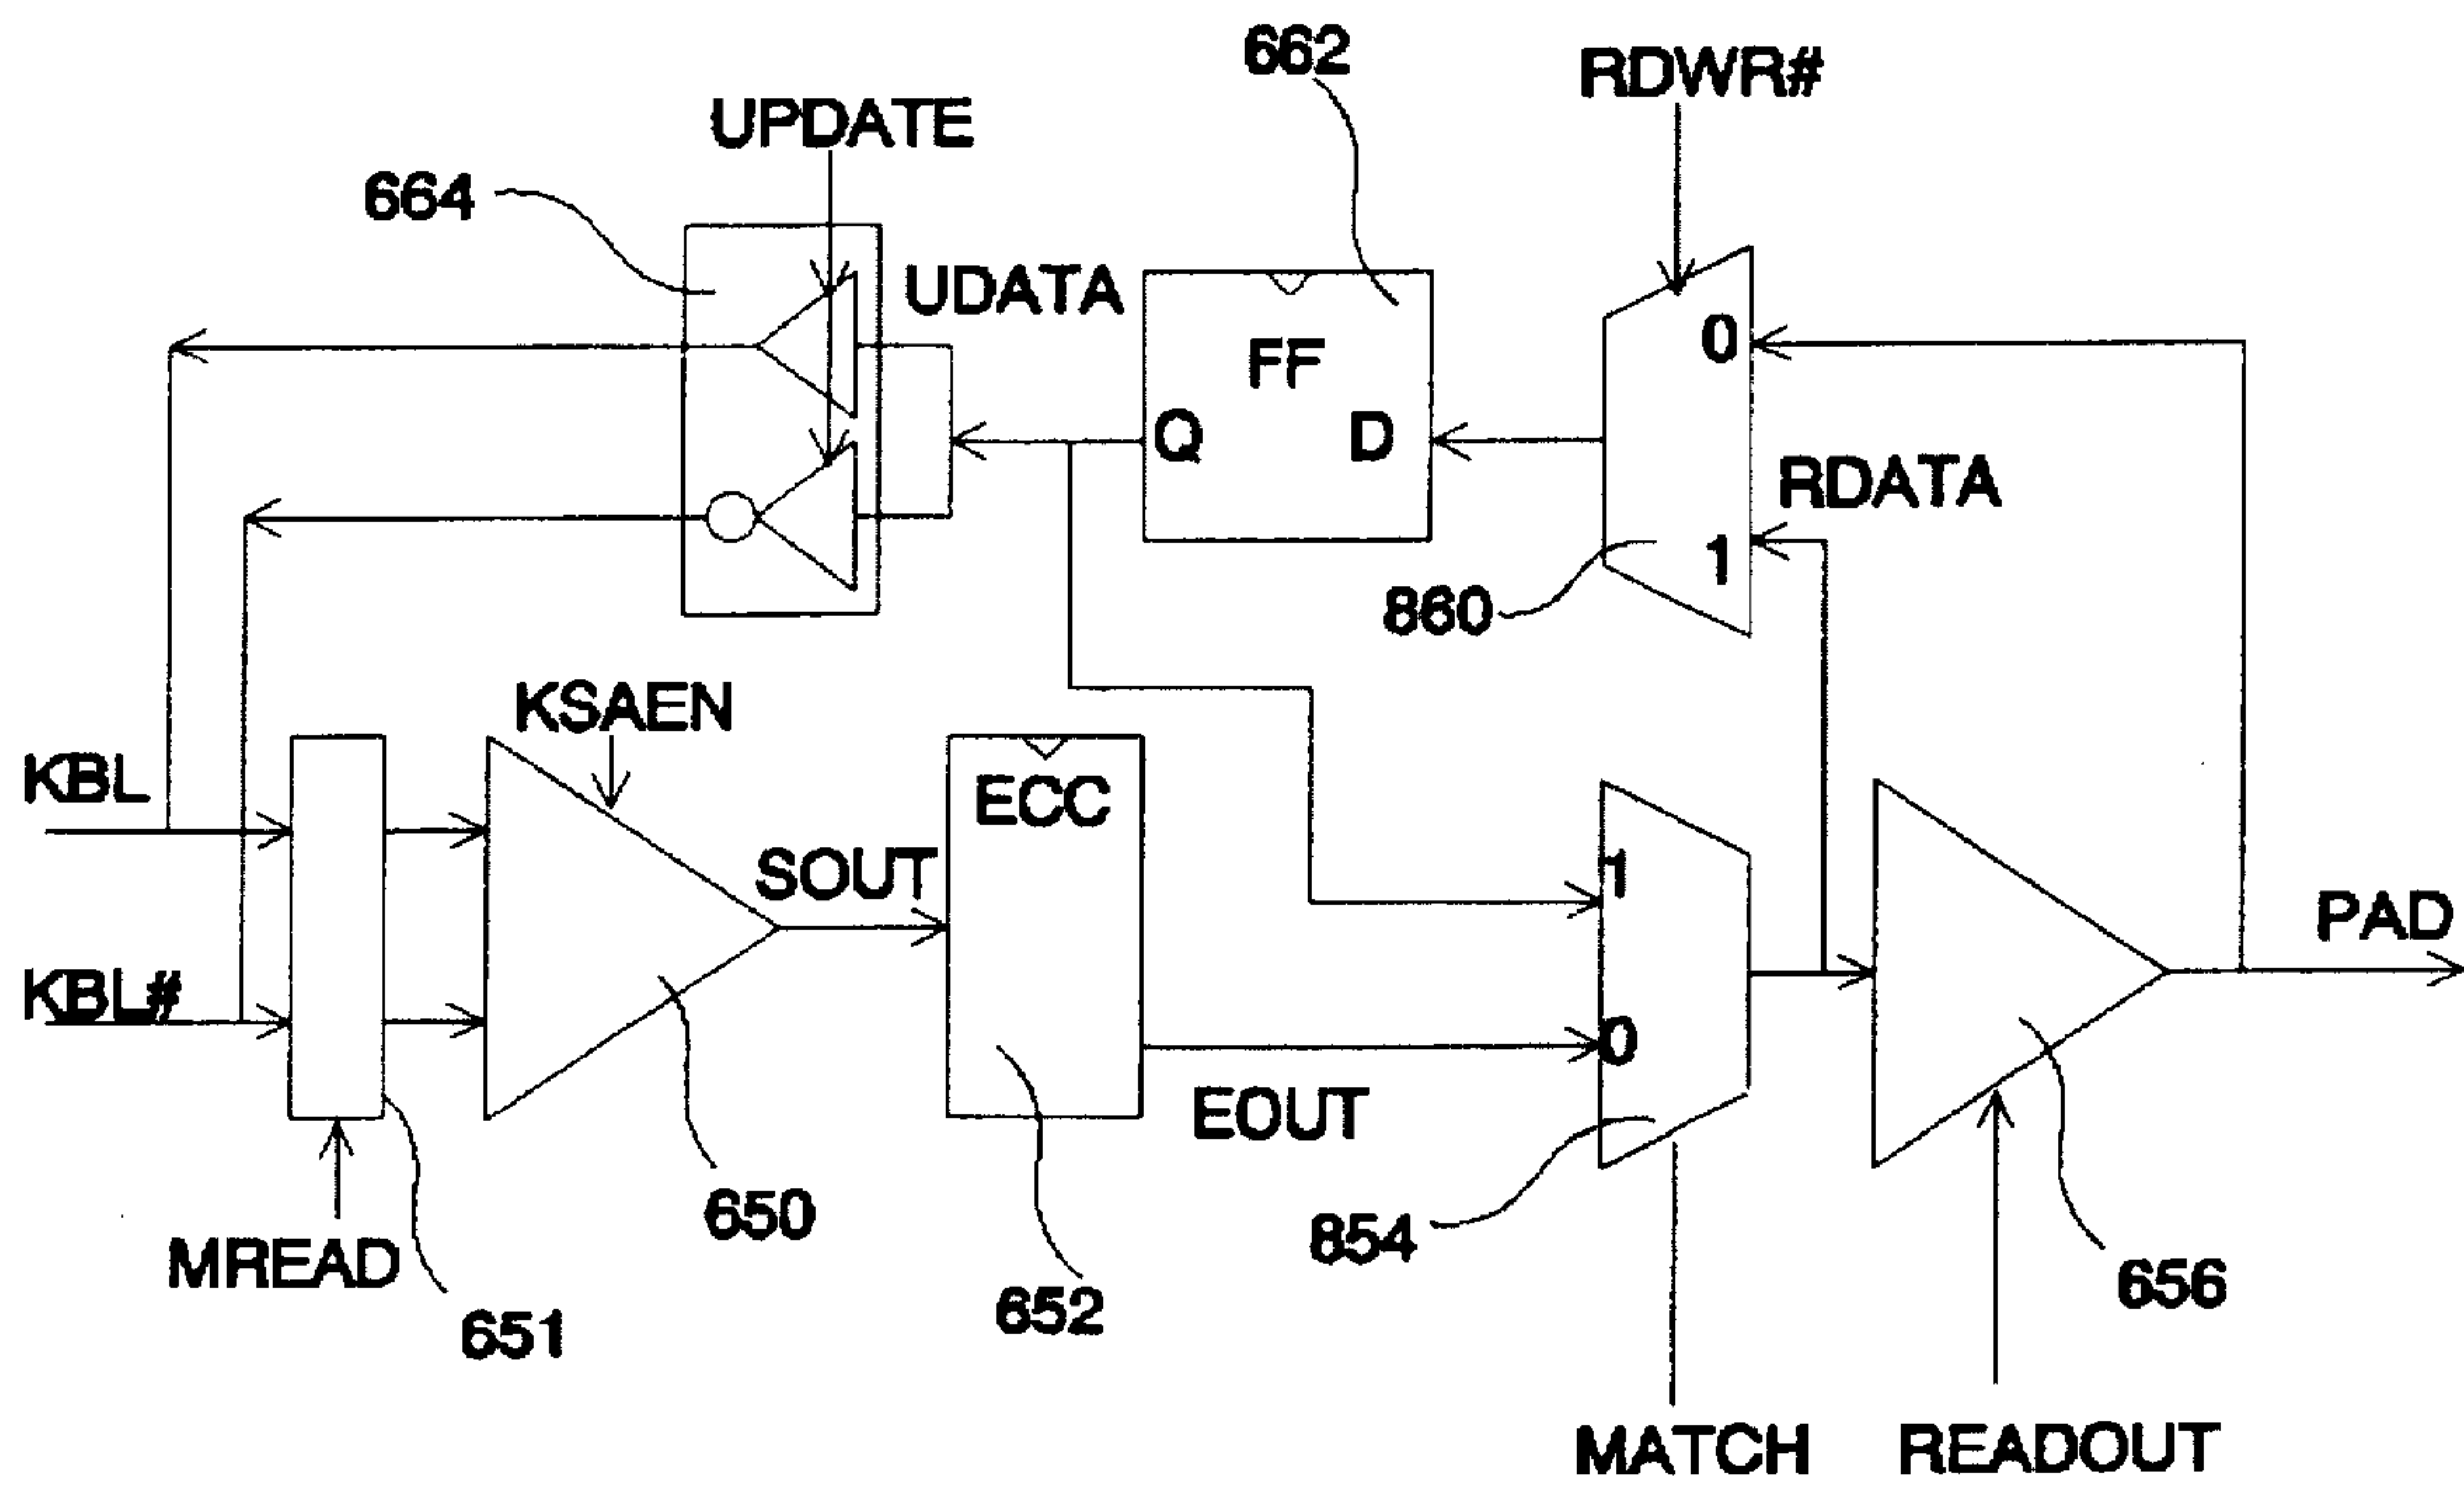 662
RDWR#
UPDATE
664
UDATA
FF
Q
D
0
RDATA
1
860
KSAEN
KBL
ECC
SOUT
1
KBL#
PAD
0
EOUT
650
MREAD
854
652
656
651
MATCH
READOUT